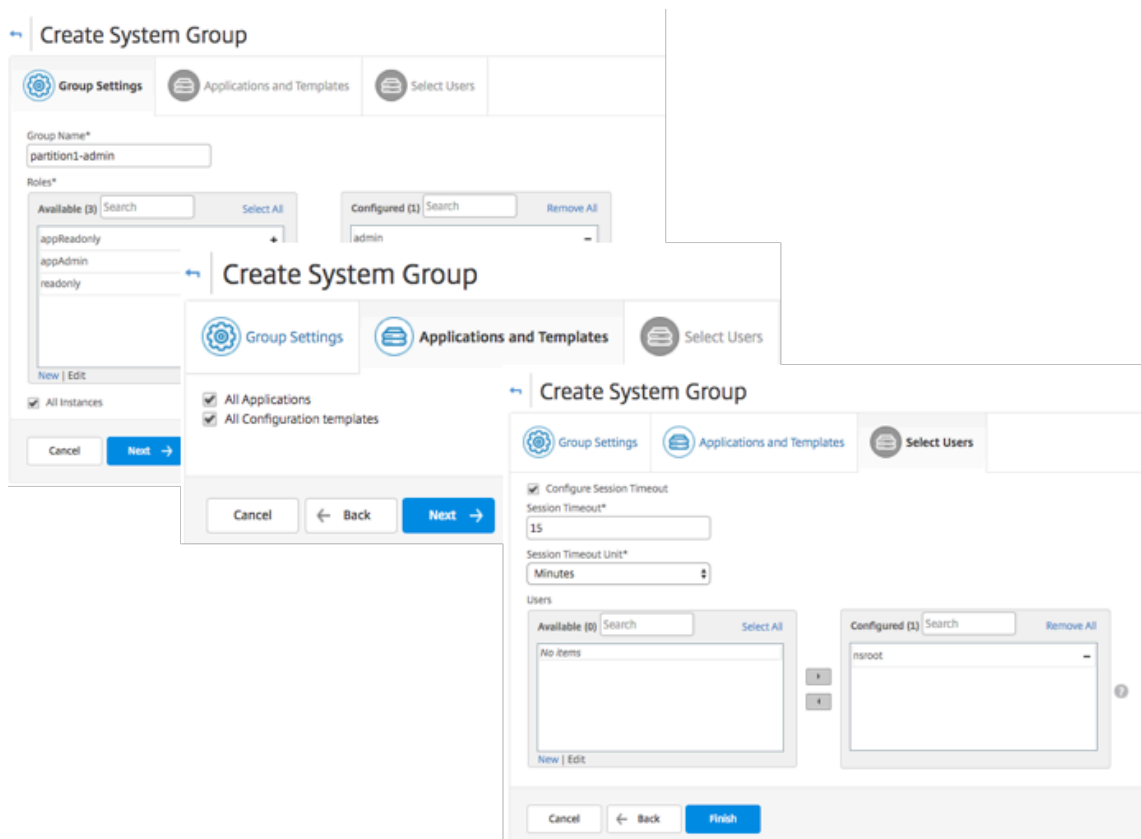 Create System Group
Group Settings
Applications and Templates
Select Users
Group Name*
partition1-admin
Roles*
Available (3) Search Select All
Configured (1) Search Remove All
appReadonly +
admin −
appAdmin
readonly
New | Edit
All Instances
Cancel
Next →
Create System Group
Group Settings
Applications and Templates
Select Users
All Applications
All Configuration templates
Cancel
← Back
Next →
Create System Group
Group Settings
Applications and Templates
Select Users
Configure Session Timeout
Session Timeout*
15
Session Timeout Unit*
Minutes
Users
Available (0) Search Select All
Configured (1) Search Remove All
No items
nsroot −
?
New | Edit
Cancel
← Back
Finish